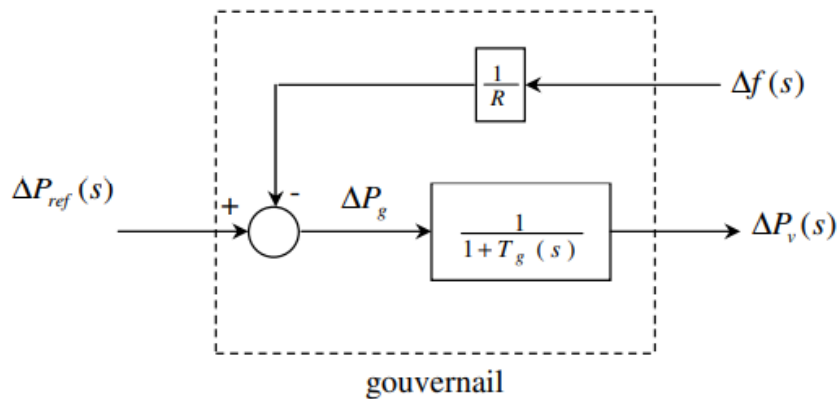 1
R
Δf(s)
ΔP_ref(s)
+
-
ΔP_g
1
1+T_g (s)
ΔP_v(s)
gouvernail